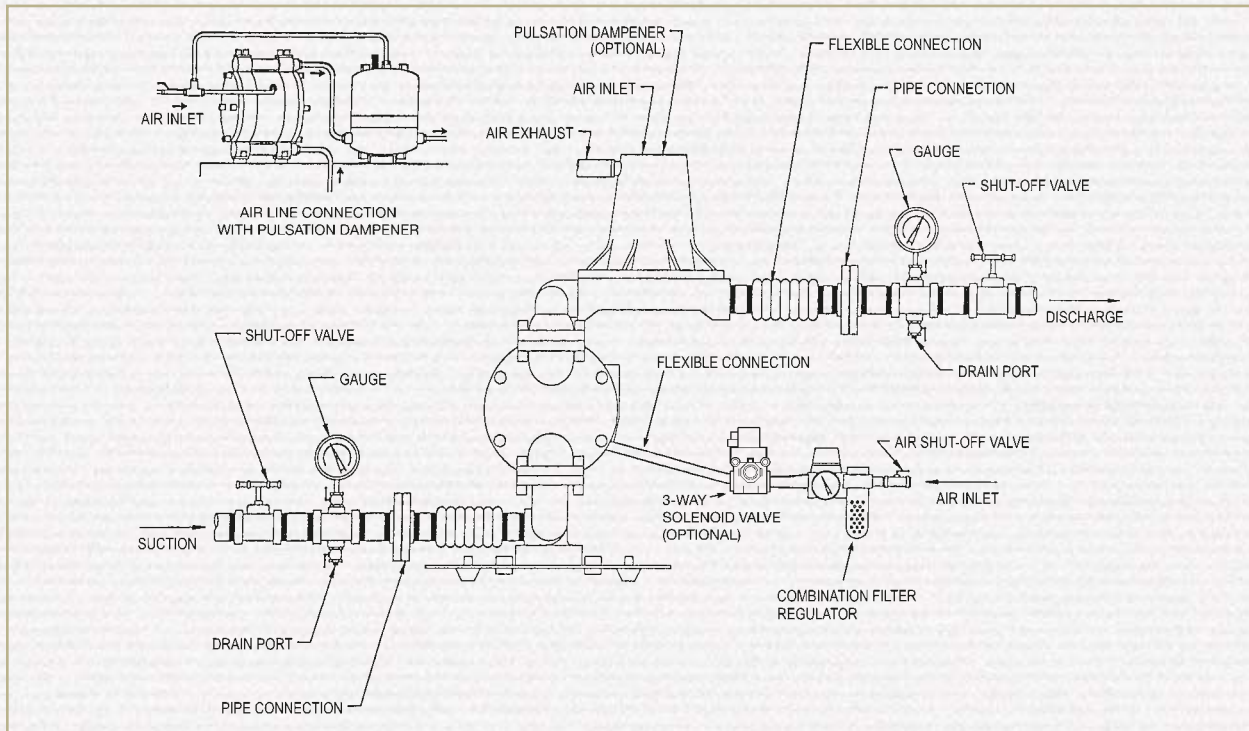 PULSATION DAMPENER
(OPTIONAL)
FLEXIBLE CONNECTION
AIR INLET
PIPE CONNECTION
AIR EXHAUST
GAUGE
SHUT-OFF VALVE
AIR INLET
AIR LINE CONNECTION
WITH PULSATION DAMPENER
DISCHARGE
SHUT-OFF VALVE
GAUGE
FLEXIBLE CONNECTION
DRAIN PORT
AIR SHUT-OFF VALVE
AIR INLET
3-WAY
SOLENOID VALVE
(OPTIONAL)
SUCTION
COMBINATION FILTER
REGULATOR
DRAIN PORT
PIPE CONNECTION